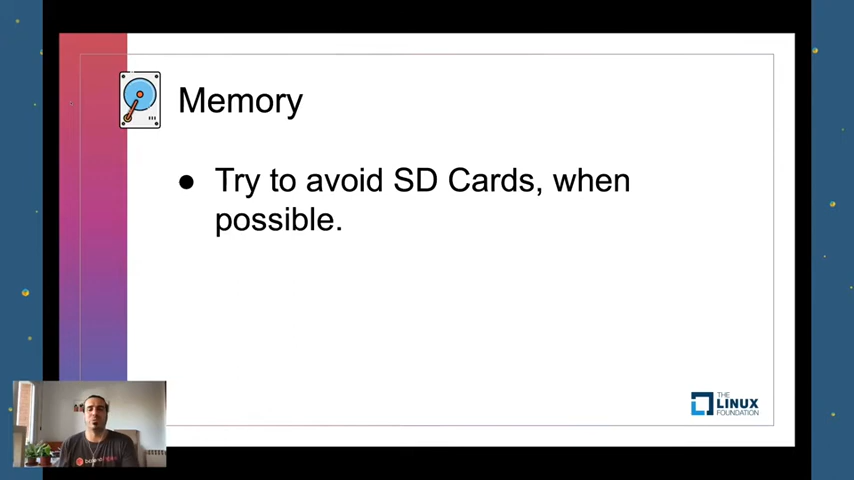 Memory
● Try to avoid SD Cards, when
possible.
THE
LINUX
FOUNDATION